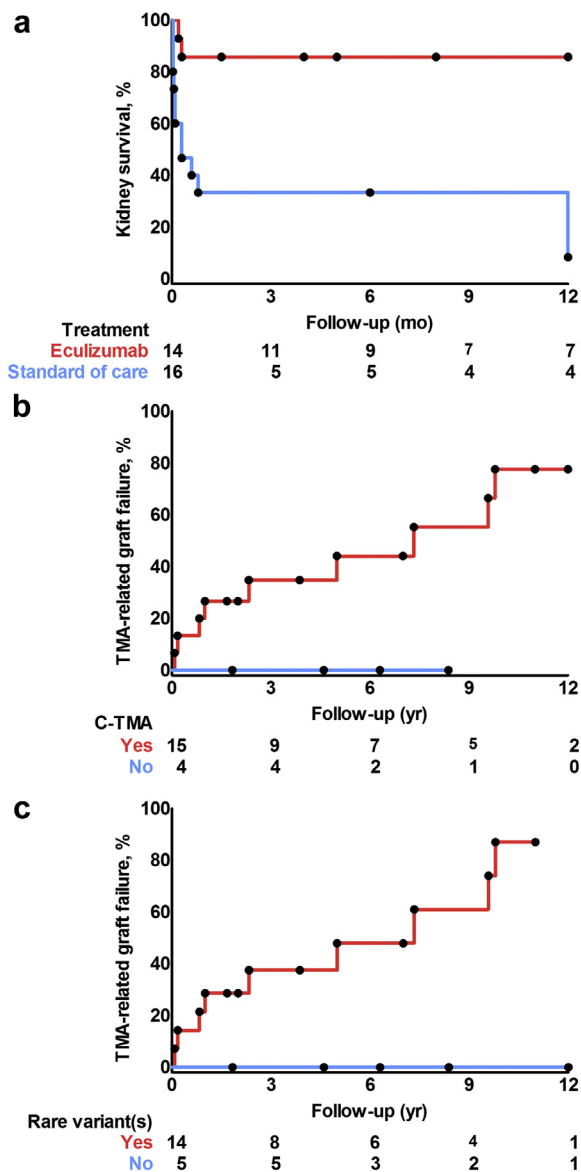 a
Kidney survival, %
100
80
60
40
20
0
0 3 6 9 12
Follow-up (mo)
Treatment
Eculizumab 14 11 9 7 7
Standard of care 16 5 5 4 4
b
TMA-related graft failure, %
100
80
60
40
20
0
0 3 6 9 12
Follow-up (yr)
C-TMA
Yes 15 9 7 5 2
No 4 4 2 1 0
c
TMA-related graft failure, %
100
80
60
40
20
0
0 3 6 9 12
Follow-up (yr)
Rare variant(s)
Yes 14 8 6 4 1
No 5 5 3 2 1